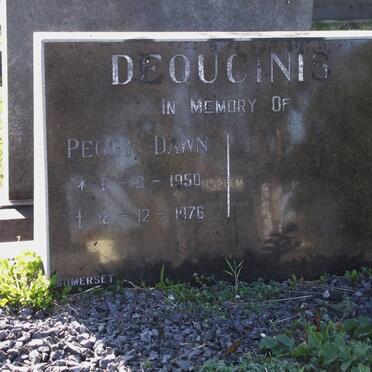 DEOUCINIS
IN MEMORY OF
PEGGY DAWN
* 6 - 8 - 1950
† 18 - 12 - 1976
SOMERSET